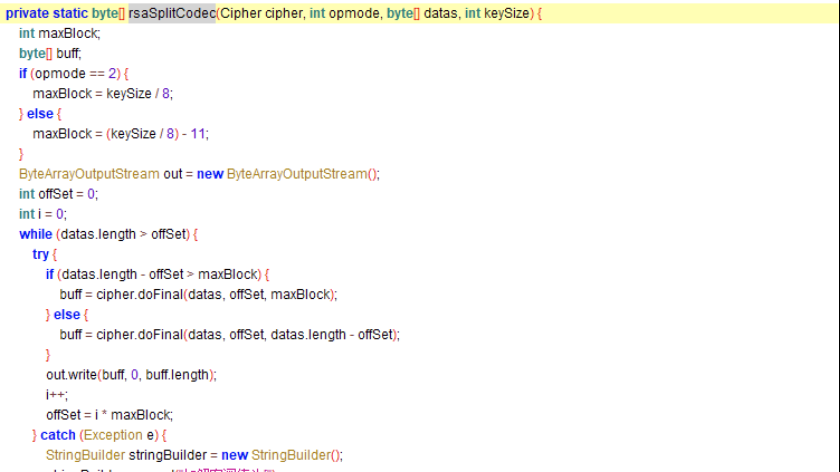 private static byte[] rsaSplitCodec(Cipher cipher, int opmode, byte[] datas, int keySize) {
int maxBlock;
byte[] buff;
if (opmode == 2) {
maxBlock = keySize / 8;
} else {
maxBlock = (keySize / 8) - 11;
}
ByteArrayOutputStream out = new ByteArrayOutputStream();
int offSet = 0;
int i = 0;
while (datas.length > offSet) {
try {
if (datas.length - offSet > maxBlock) {
buff = cipher.doFinal(datas, offSet, maxBlock);
} else {
buff = cipher.doFinal(datas, offSet, datas.length - offSet);
}
out.write(buff, 0, buff.length);
i++;
offSet = i * maxBlock;
} catch (Exception e) {
StringBuilder stringBuilder = new StringBuilder();